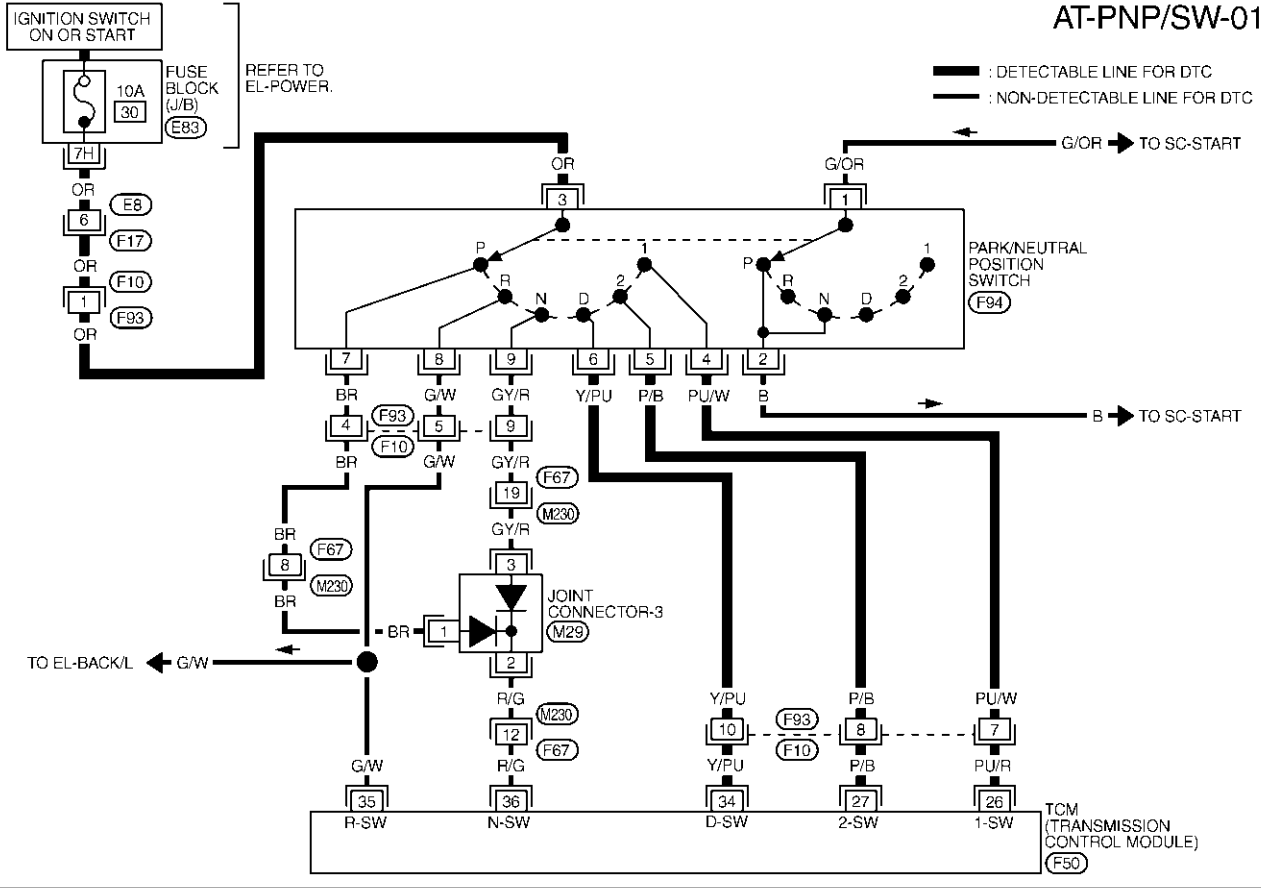 AT-PNP/SW-01
IGNITION SWITCH
ON OR START
FUSE
BLOCK
(J/B)
E83
10A
30
REFER TO
EL-POWER.
: DETECTABLE LINE FOR DTC
: NON-DETECTABLE LINE FOR DTC
7H
OR
6
E8
F17
OR
1
F10
F93
OR
OR
3
G/OR
1
G/OR
TO SC-START
PARK/NEUTRAL
POSITION
SWITCH
F94
P
R
N
D
2
1
P
R
N
D
2
1
7
8
9
6
5
4
2
BR
G/W
GY/R
Y/PU
P/B
PU/W
B
B
TO SC-START
4
F93
F10
5
9
BR
G/W
GY/R
19
F67
M230
GY/R
BR
8
F67
M230
BR
BR
3
1
2
JOINT
CONNECTOR-3
M29
TO EL-BACK/L
G/W
R/G
12
M230
F67
R/G
Y/PU
P/B
PU/W
10
F93
F10
8
7
G/W
Y/PU
P/B
PU/R
35
36
34
27
26
R-SW
N-SW
D-SW
2-SW
1-SW
TCM
(TRANSMISSION
CONTROL MODULE)
F50